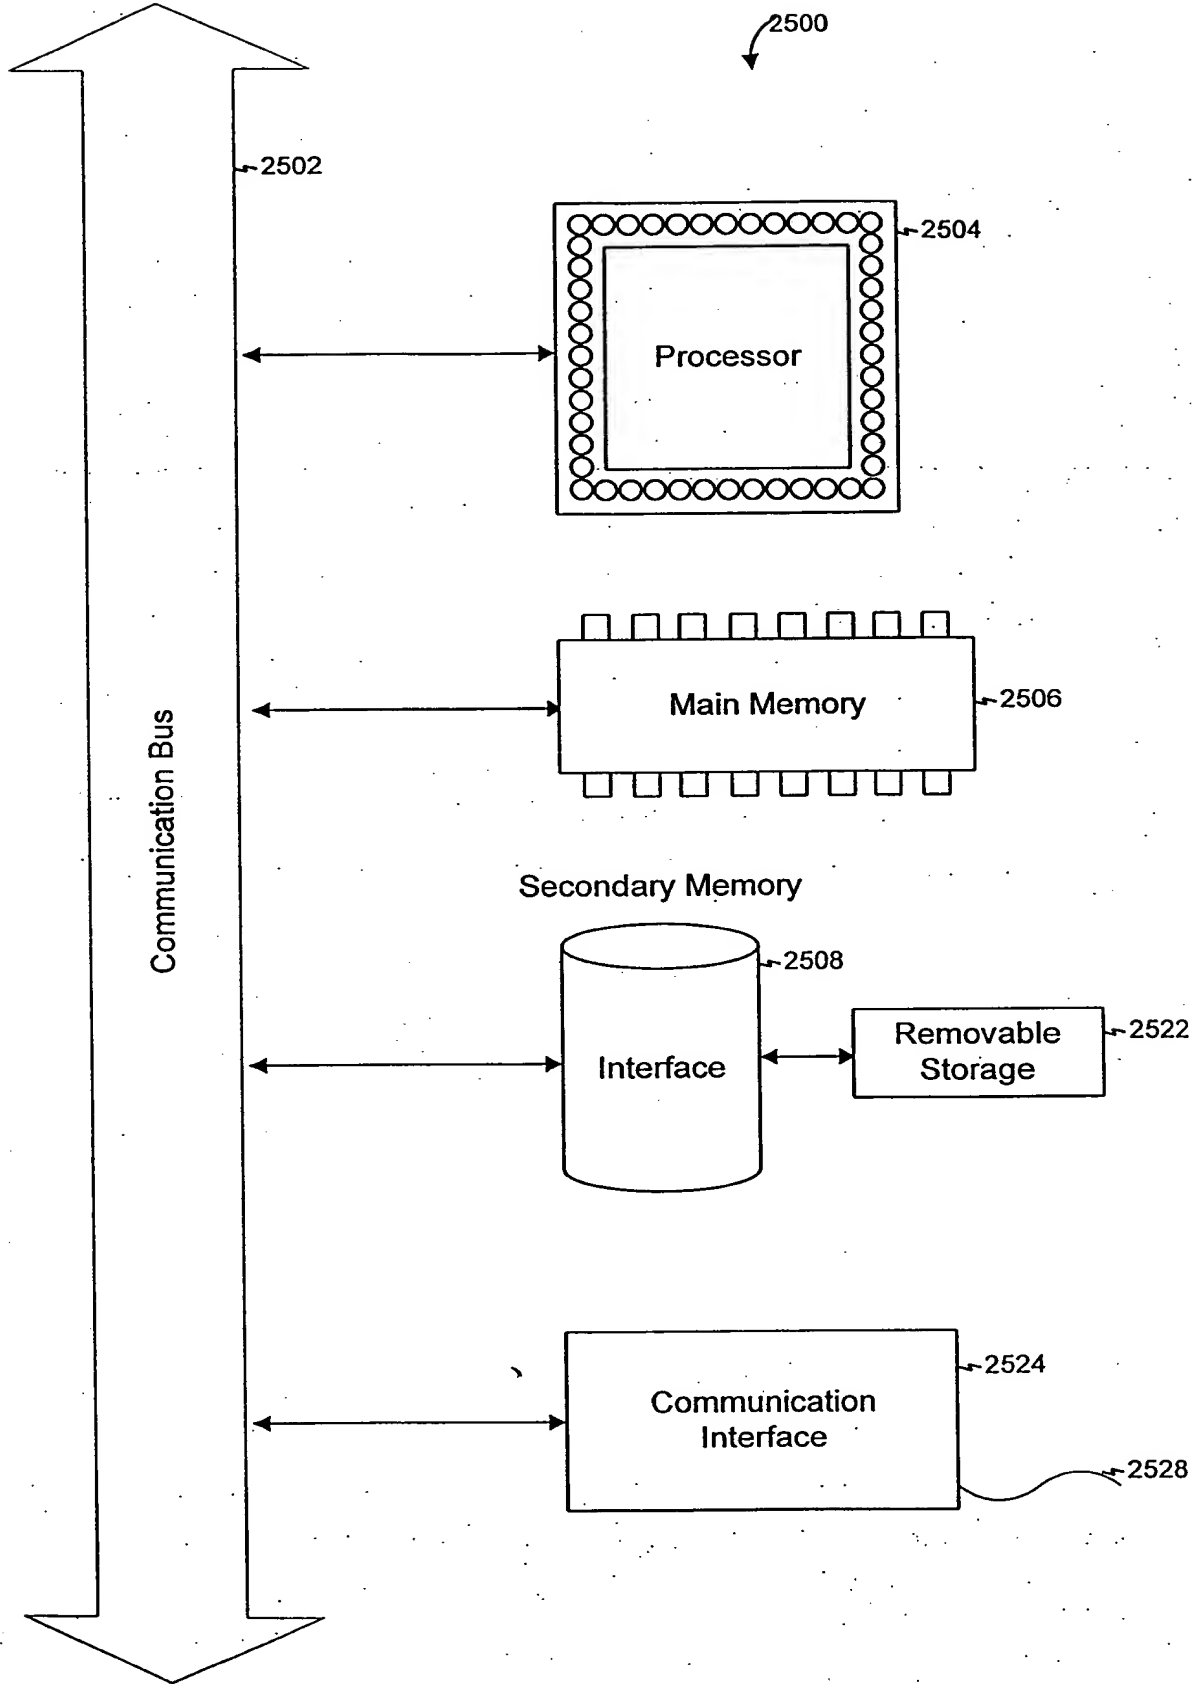 2500
2502
2504
Processor
Main Memory
2506
Communication Bus
Secondary Memory
2508
Interface
Removable
Storage
2522
2524
Communication
Interface
2528